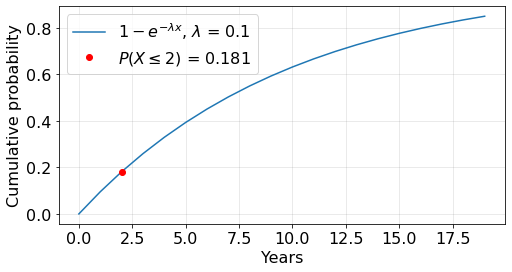 1 − e^{−λx}, λ = 0.1
P(X ≤ 2) = 0.181
Cumulative probability
0.8
0.6
0.4
0.2
0.0
0.0 2.5 5.0 7.5 10.0 12.5 15.0 17.5
Years